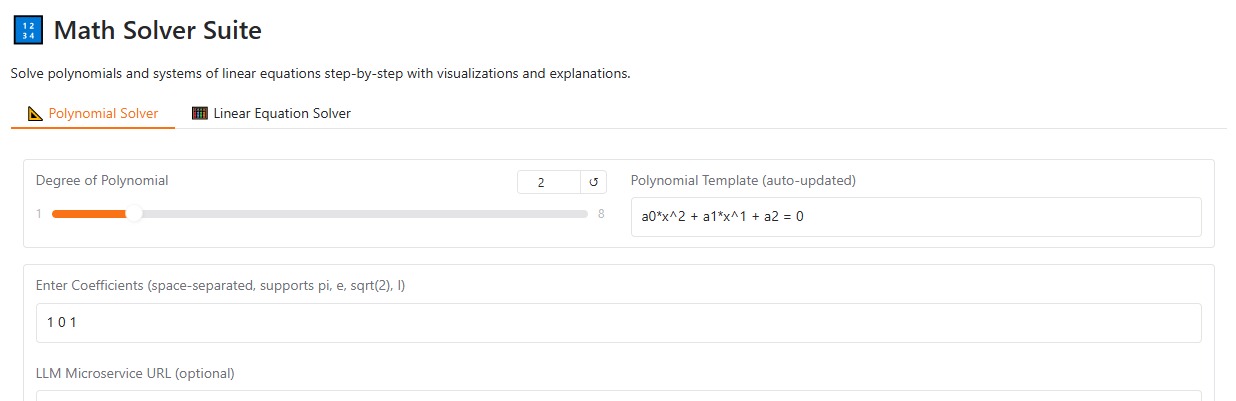 1 2
3 4
Math Solver Suite
Solve polynomials and systems of linear equations step-by-step with visualizations and explanations.
Polynomial Solver
Linear Equation Solver
Degree of Polynomial
2
↺
1
8
Polynomial Template (auto-updated)
a0*x^2 + a1*x^1 + a2 = 0
Enter Coefficients (space-separated, supports pi, e, sqrt(2), I)
1 0 1
LLM Microservice URL (optional)